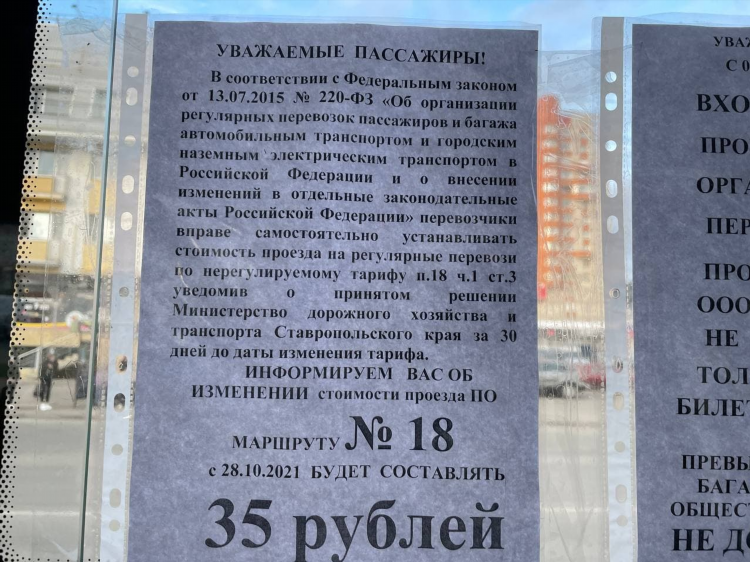 УВАЖАЕМЫЕ ПАССАЖИРЫ!
В соответствии с Федеральным законом
от 13.07.2015 № 220-ФЗ «Об организации
регулярных перевозок пассажиров и багажа
автомобильным транспортом и городским
наземным электрическим транспортом в
Российской Федерации и о внесении
изменений в отдельные законодательные
акты Российской Федерации» перевозчики
вправе самостоятельно устанавливать
стоимость проезда на регулярные перевози
по нерегулируемому тарифу п.18 ч.1 ст.3
уведомив о принятом решении
Министерство дорожного хозяйства и
транспорта Ставропольского края за 30
дней до даты изменения тарифа.
ИНФОРМИРУЕМ ВАС ОБ
ИЗМЕНЕНИИ стоимости проезда ПО
МАРШРУТУ № 18
с 28.10.2021 БУДЕТ СОСТАВЛЯТЬ
35 рублей
УВА
С 0
ВХО
ПРО
ОРГА
ПЕР
ПРО
ООО
НЕ
ТОЛ
БИЛЕТ
ПРЕВЫ
БАГА
ОБЩЕС
НЕ ДО